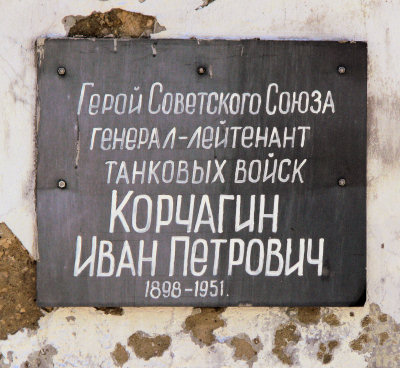 Герой Советского Союза
генерал-лейтенант
танковых войск
Корчагин
Иван Петрович
1898-1951.